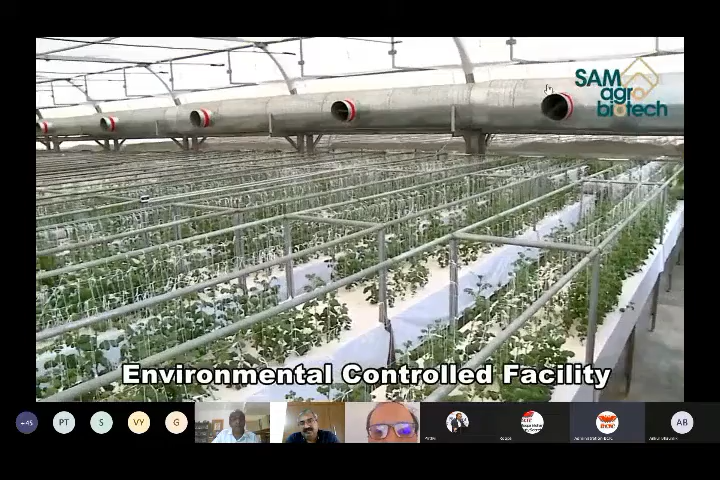 SAM
agro
biotech
Environmental Controlled Facility
+45
PT
S
VY
G
AB